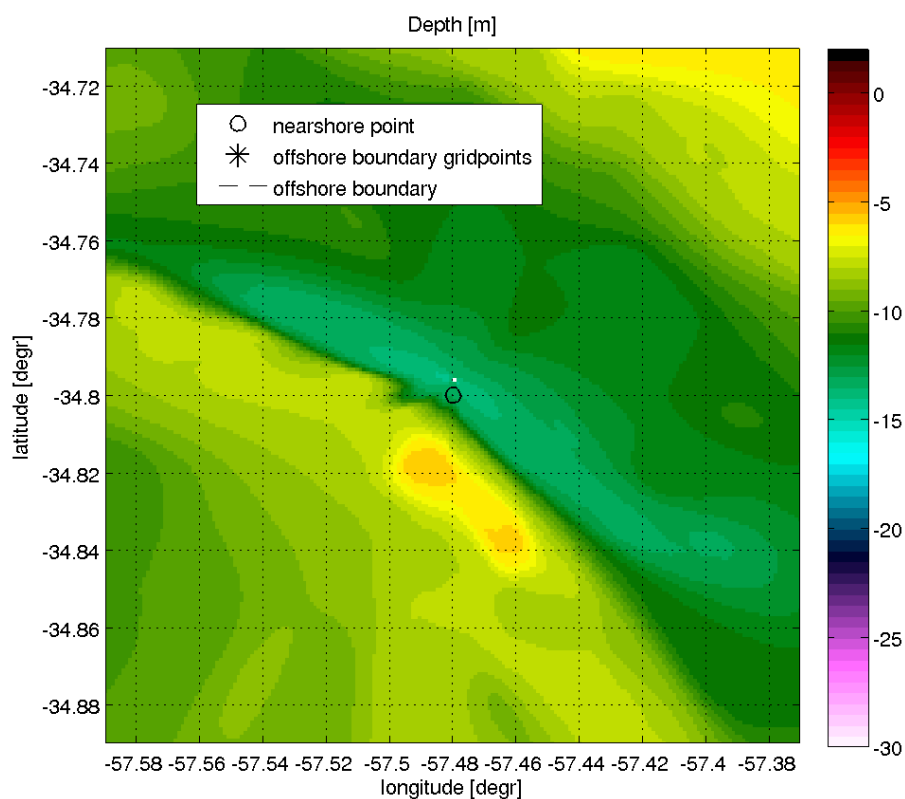 Depth [m]
nearshore point
offshore boundary gridpoints
offshore boundary
latitude [degr]
-34.72
-34.74
-34.76
-34.78
-34.8
-34.82
-34.84
-34.86
-34.88
-57.58 -57.56 -57.54 -57.52 -57.5 -57.48 -57.46 -57.44 -57.42 -57.4 -57.38
longitude [degr]
0
-5
-10
-15
-20
-25
-30